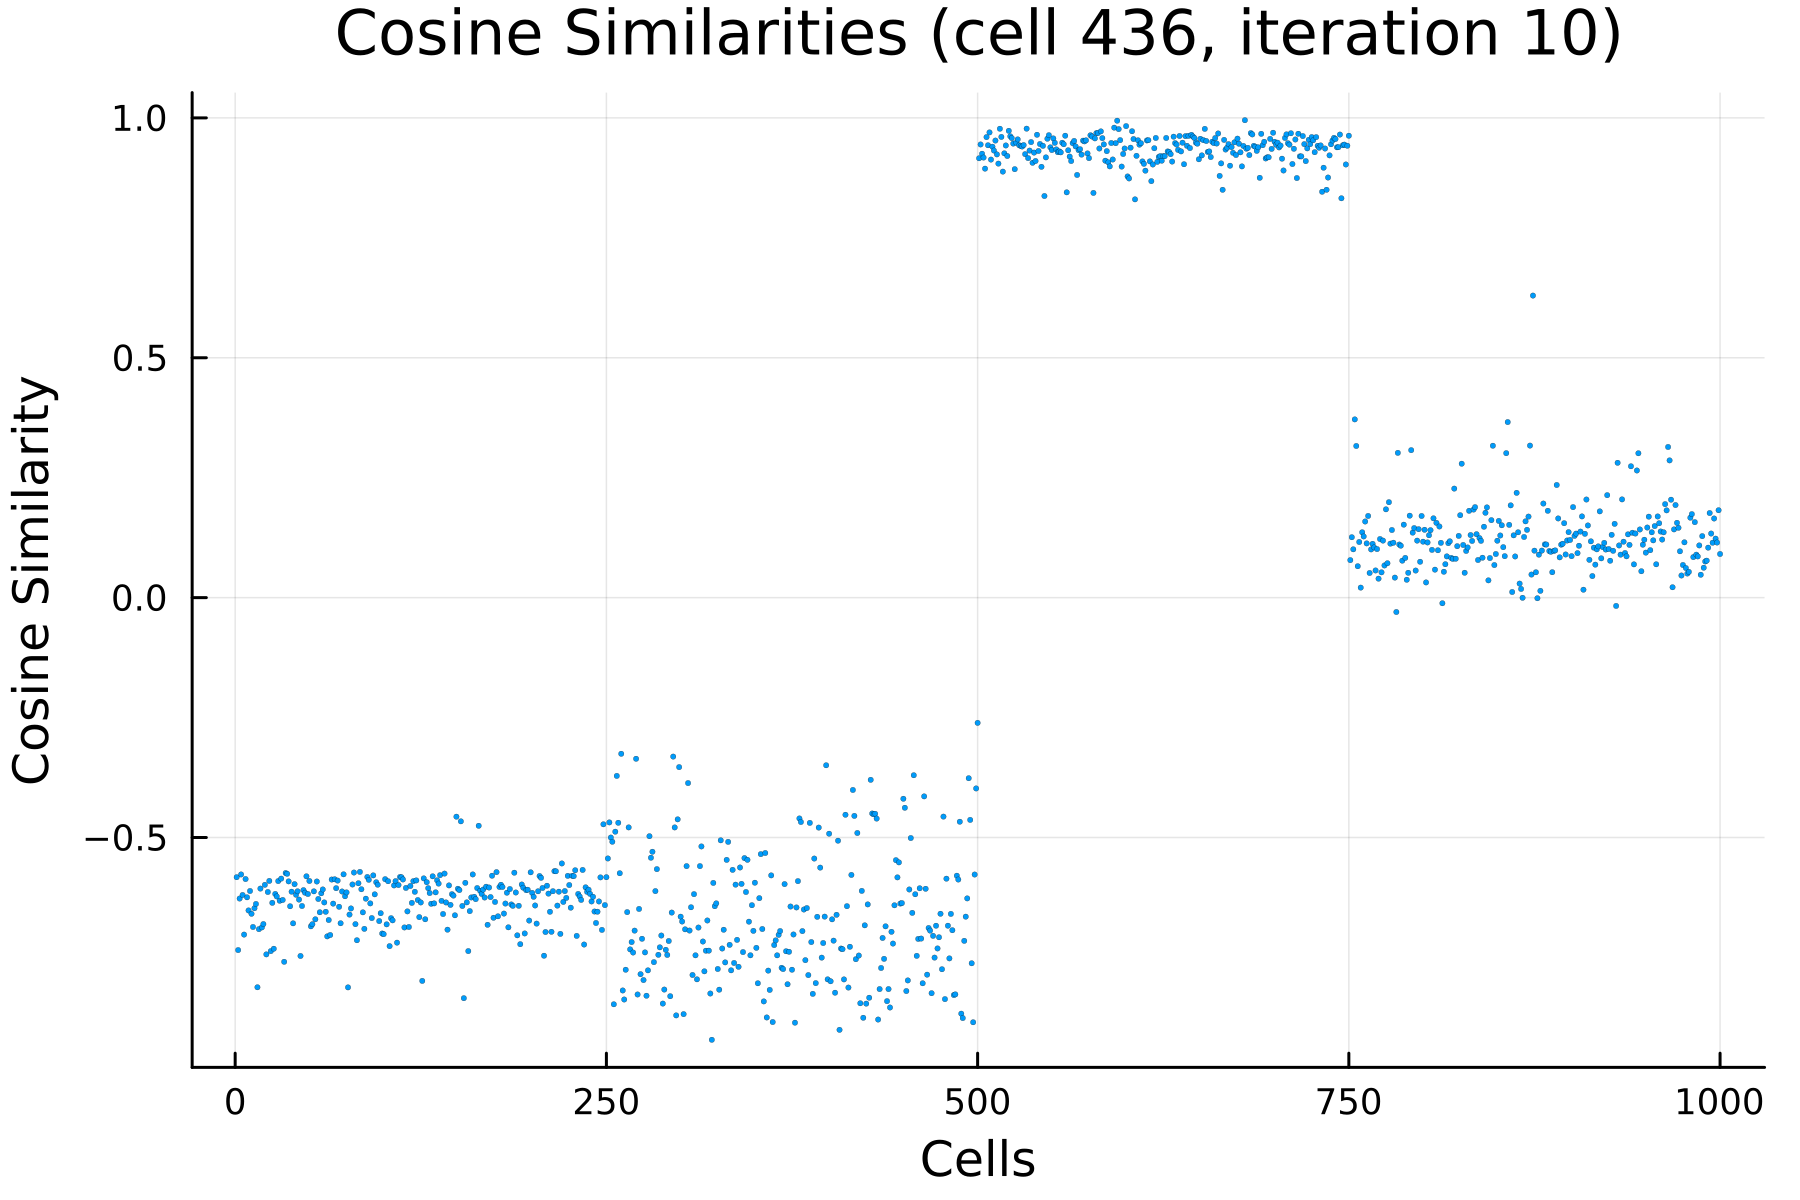 Cosine Similarities (cell 436, iteration 10)
1.0
0.5
0.0
−0.5
Cosine Similarity
0 250 500 750 1000
Cells